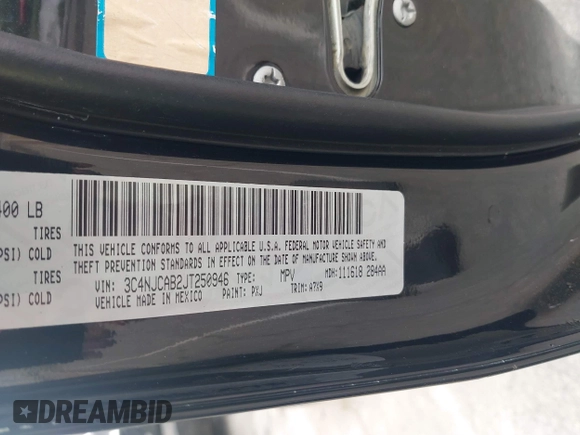 400 LB
TIRES
PSI) COLD
TIRES
PSI) COLD
THIS VEHICLE CONFORMS TO ALL APPLICABLE U.S.A. FEDERAL MOTOR VEHICLE SAFETY AND
THEFT PREVENTION STANDARDS IN EFFECT ON THE DATE OF MANUFACTURE SHOWN ABOVE.
VIN: 3C4NJCAB2JT250946 TYPE: MPV MDH: 111618 284AA
VEHICLE MADE IN MEXICO PAINT: PXJ TRIM: A7X9
DREAMBID